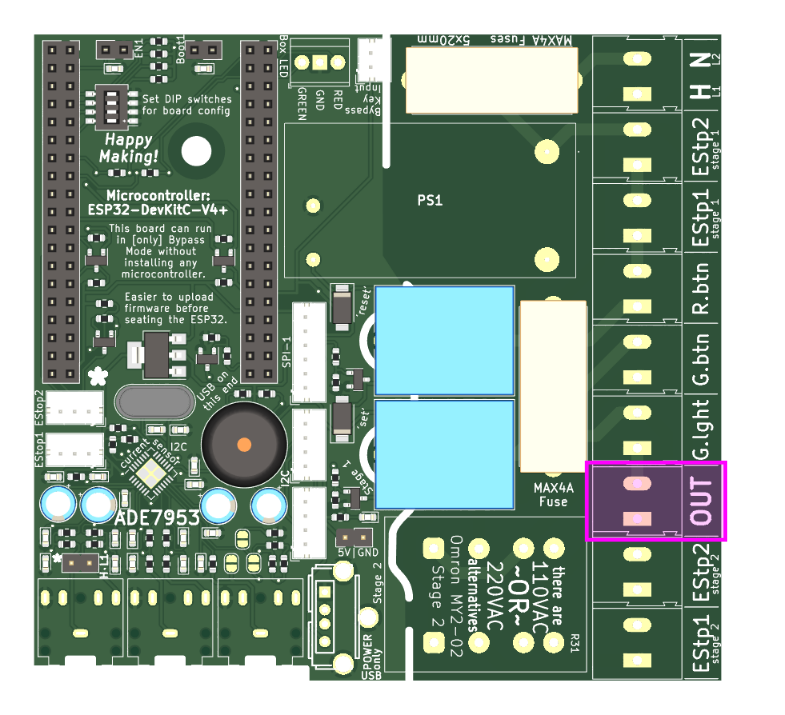 EN1
Boot1
Box LED
GREEN
GND
RED
Bypass
Key
Input
5x20mm
MAX4A Fuses
H N
L1 L2
Set DIP switches
for board config
Happy
Making!
Microcontroller:
ESP32-DevKitC-V4+
This board can run
in [only] Bypass
Mode without
installing any
microcontroller.
Easier to upload
firmware before
seating the ESP32.
PS1
EStp2
stage 1
EStp1
stage 1
R.btn
G.btn
G.lght
OUT
EStp2
stage 2
EStp1
stage 2
'reset'
SPI-1
USB on
this end
EStop2
EStop1
I2C
current sensor
'set'
Stage 1
I2C
ADE7953
MAX4A
Fuse
5V|GND
H·L1
Stage 2
POWER
only
USB
Omron MY2-02
Stage 2
there are
alternatives
110VAC
~OR~
220VAC
R31